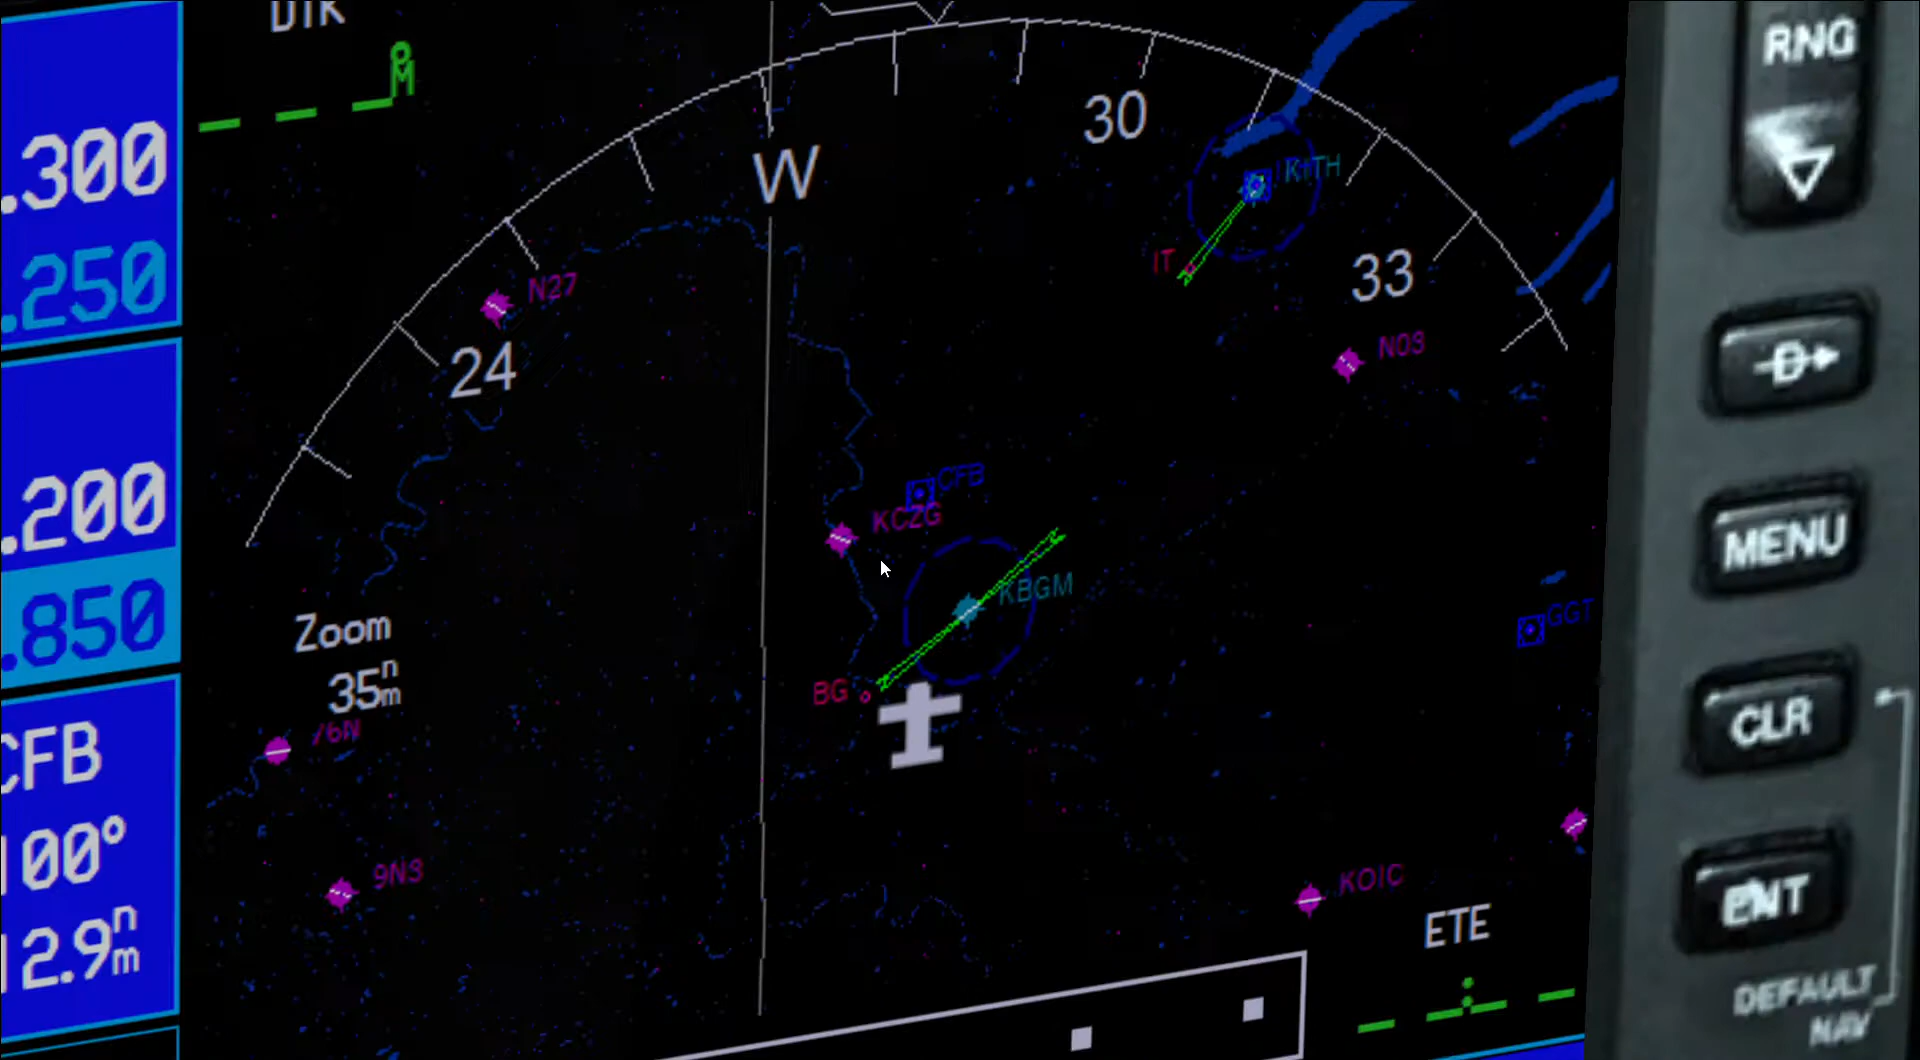 DTK
M
.300
.250
.200
.850
CFB
100°
12.9nm
W
30
33
24
N27
KITH
IT
N03
CFB
KCZG
KBGM
GGT
BG
Zoom
35nm
76N
9N3
KOIC
ETE
RNG
D
MENU
CLR
ENT
DEFAULT
NAV